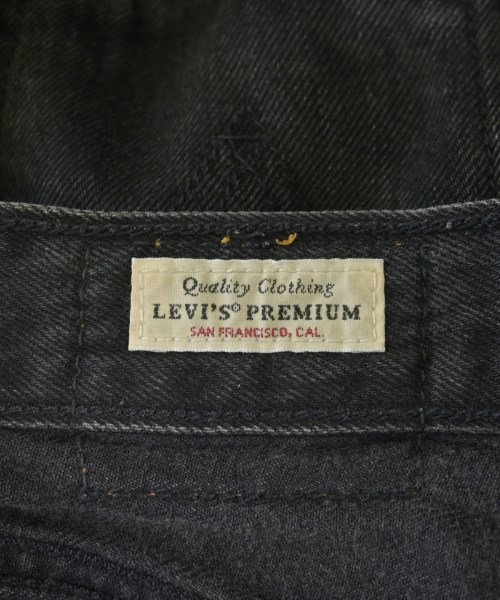 Quality Clothing
LEVI'S® PREMIUM
SAN FRANCISCO, CAL.